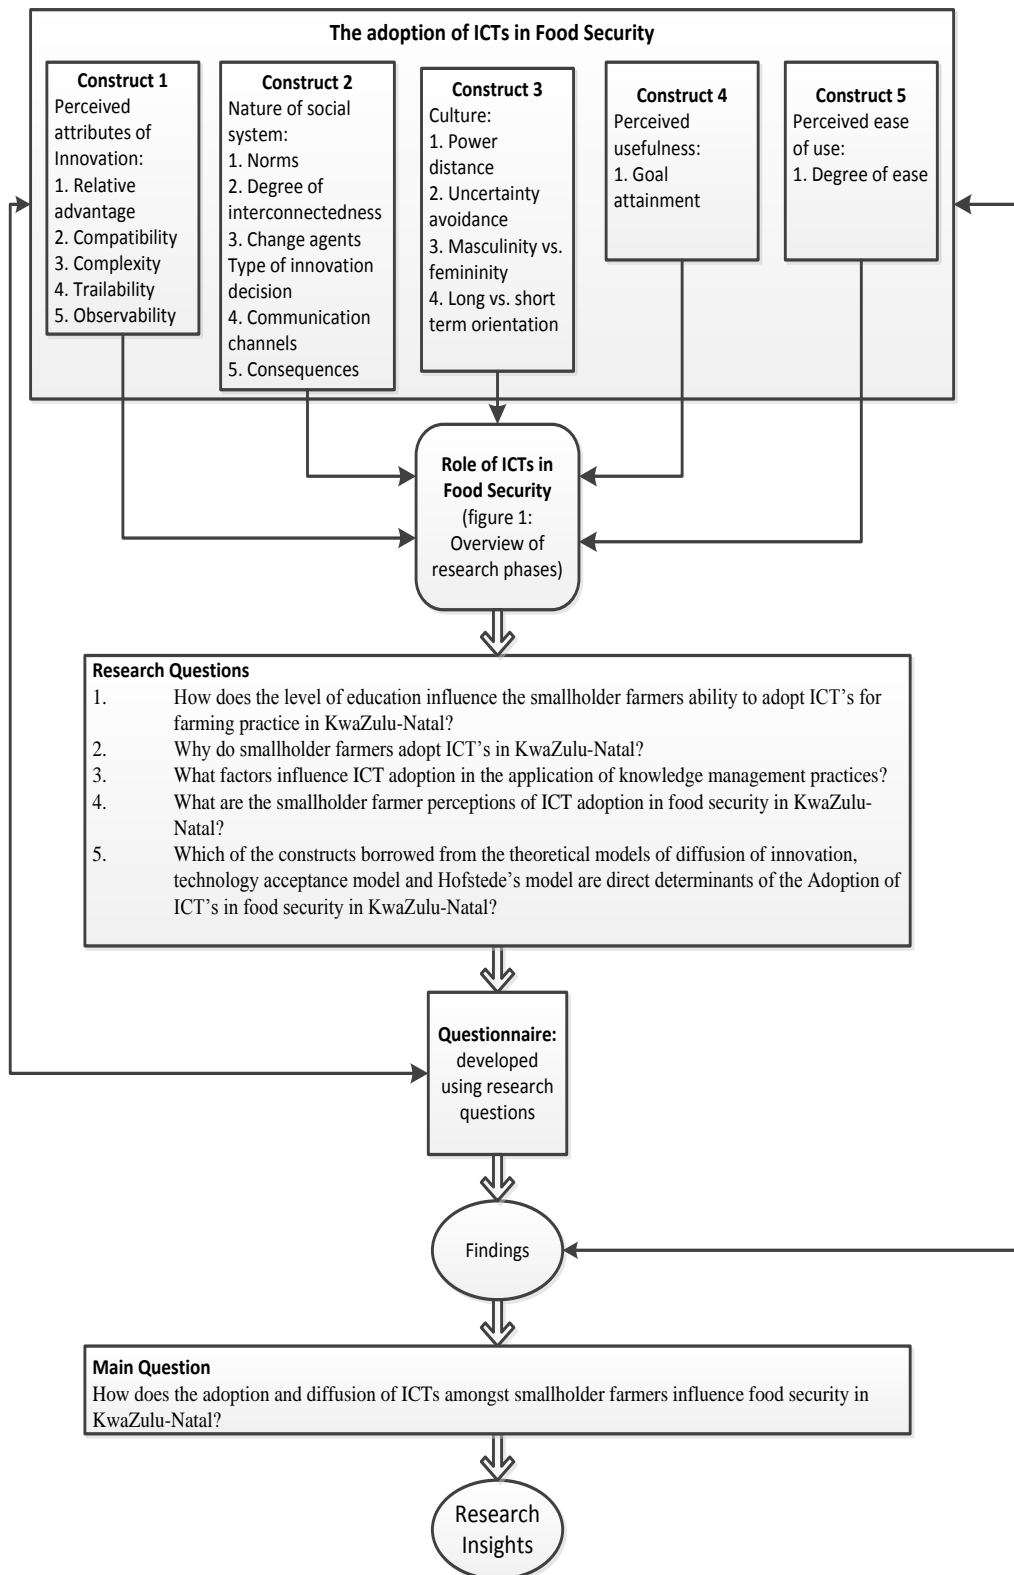 The adoption of ICTs in Food Security
Construct 1
Perceived
attributes of
Innovation:
1. Relative
advantage
2. Compatibility
3. Complexity
4. Trailability
5. Observability
Construct 2
Nature of social
system:
1. Norms
2. Degree of
interconnectedness
3. Change agents
Type of innovation
decision
4. Communication
channels
5. Consequences
Construct 3
Culture:
1. Power
distance
2. Uncertainty
avoidance
3. Masculinity vs.
femininity
4. Long vs. short
term orientation
Construct 4
Perceived
usefulness:
1. Goal
attainment
Construct 5
Perceived ease
of use:
1. Degree of ease
Role of ICTs in
Food Security
(figure 1:
Overview of
research phases)
Research Questions
1. How does the level of education influence the smallholder farmers ability to adopt ICT's for
farming practice in KwaZulu-Natal?
2. Why do smallholder farmers adopt ICT's in KwaZulu-Natal?
3. What factors influence ICT adoption in the application of knowledge management practices?
4. What are the smallholder farmer perceptions of ICT adoption in food security in KwaZulu-
Natal?
5. Which of the constructs borrowed from the theoretical models of diffusion of innovation,
technology acceptance model and Hofstede's model are direct determinants of the Adoption of
ICT's in food security in KwaZulu-Natal?
Questionnaire:
developed
using research
questions
Findings
Main Question
How does the adoption and diffusion of ICTs amongst smallholder farmers influence food security in
KwaZulu-Natal?
Research
Insights